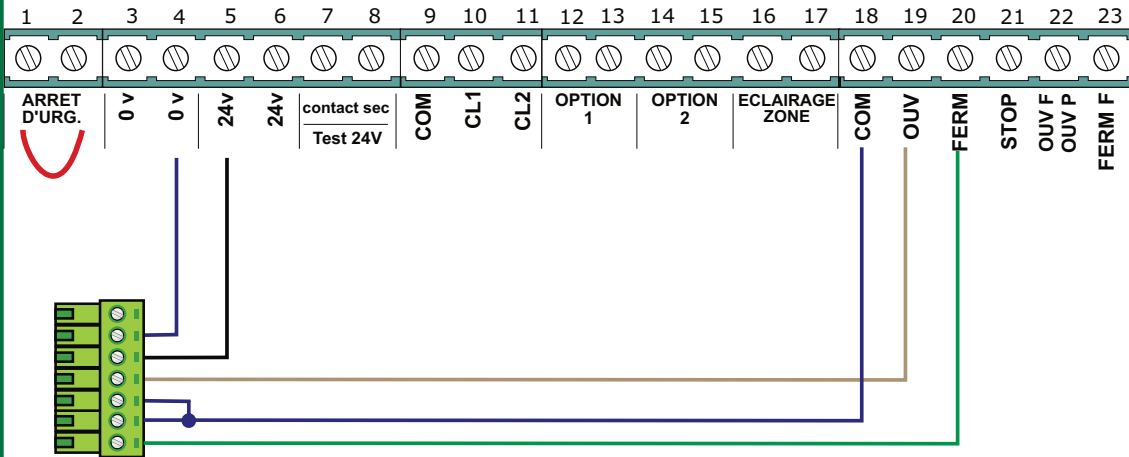 1 2 3 4 5 6 7 8 9 10 11 12 13 14 15 16 17 18 19 20 21 22 23
ARRET
D'URG.
0 v
0 v
24v
24v
contact sec
Test 24V
COM
CL1
CL2
OPTION
1
OPTION
2
ECLAIRAGE
ZONE
COM
OUV
FERM
STOP
OUV F
OUV P
FERM F